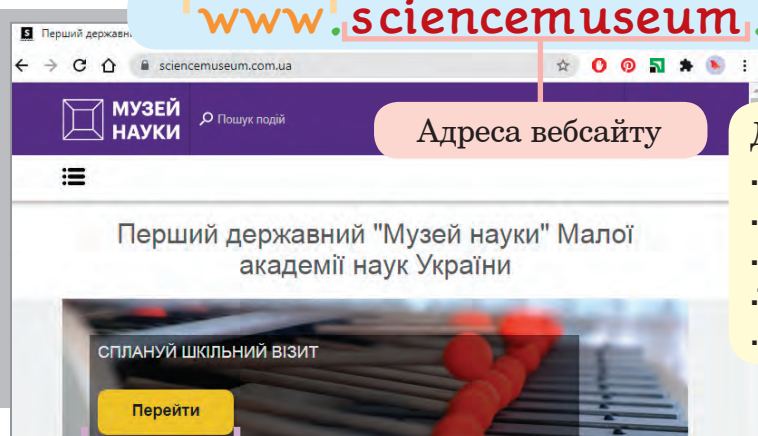 www.sciencemuseum.
Перший державн
sciencemuseum.com.ua
МУЗЕЙ
НАУКИ
Пошук подій
Адреса вебсайту
Д
Перший державний "Музей науки" Малої
академії наук України
СПЛАНУЙ ШКІЛЬНИЙ ВІЗИТ
Перейти